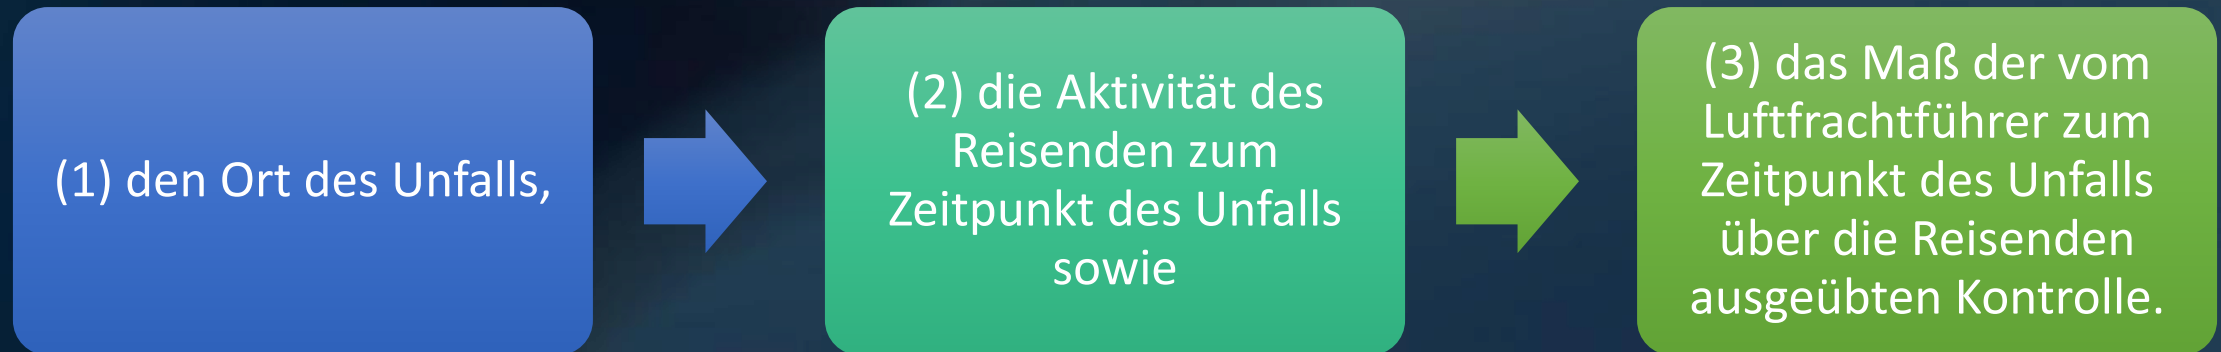 (1) den Ort des Unfalls,
(2) die Aktivität des
Reisenden zum
Zeitpunkt des Unfalls
sowie
(3) das Maß der vom
Luftfrachtführer zum
Zeitpunkt des Unfalls
über die Reisenden
ausgeübten Kontrolle.